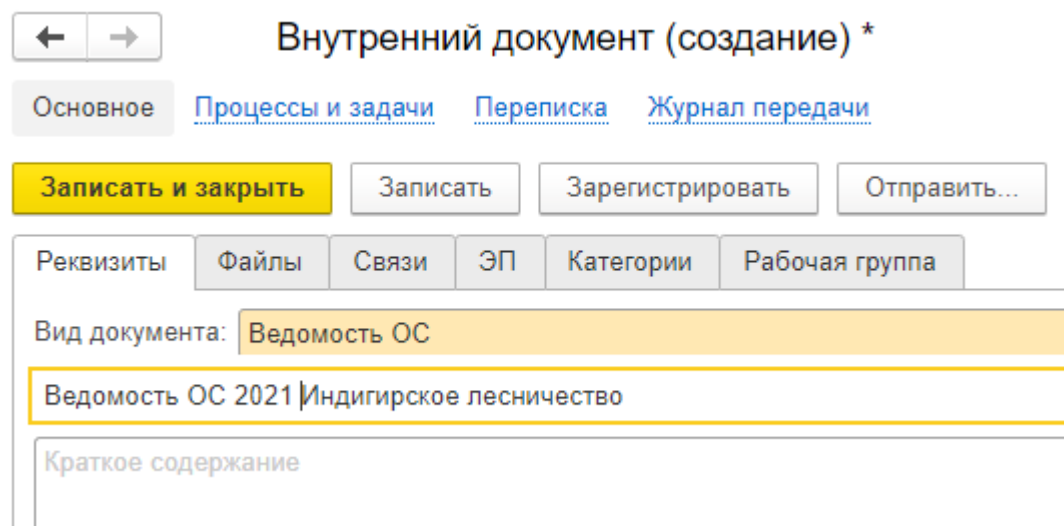 Внутренний документ (создание) *
Основное Процессы и задачи Переписка Журнал передачи
Записать и закрыть Записать Зарегистрировать Отправить...
Реквизиты Файлы Связи ЭП Категории Рабочая группа
Вид документа: Ведомость ОС
Ведомость ОС 2021 Индигирское лесничество
Краткое содержание